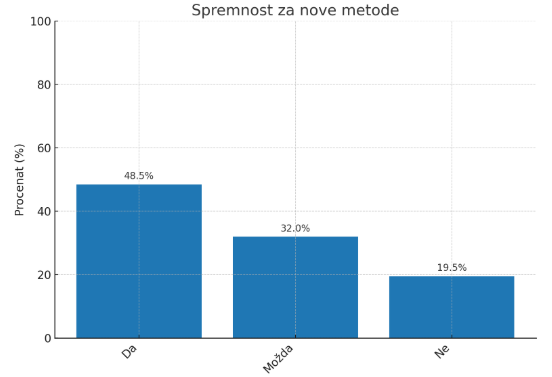 Spremnost za nove metode
Procenat (%)
100
80
60
40
20
0
48.5%
32.0%
19.5%
Da
Možda
Ne